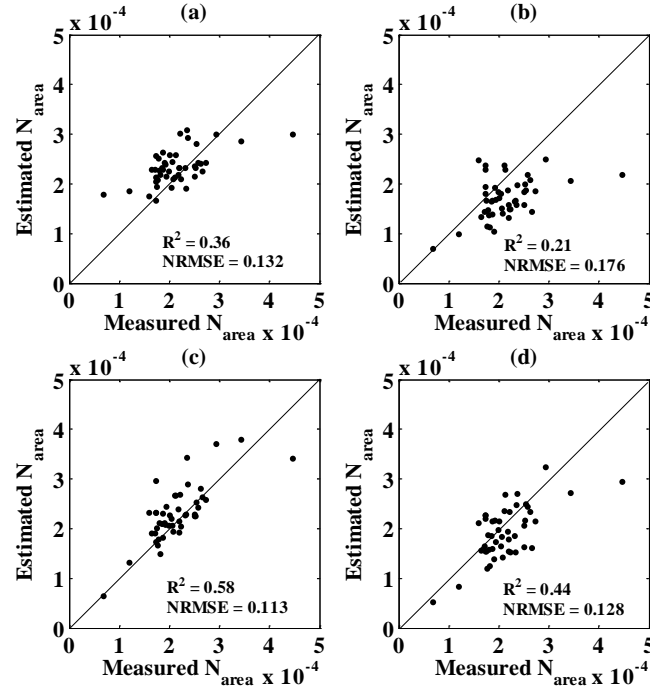 (a)
x 10^-4
5
4
3
2
1
0
Estimated N_area
R^2 = 0.36
NRMSE = 0.132
0 1 2 3 4 5
Measured N_area x 10^-4
(b)
x 10^-4
5
4
3
2
1
0
Estimated N_area
R^2 = 0.21
NRMSE = 0.176
0 1 2 3 4 5
Measured N_area x 10^-4
(c)
x 10^-4
5
4
3
2
1
0
Estimated N_area
R^2 = 0.58
NRMSE = 0.113
0 1 2 3 4 5
Measured N_area x 10^-4
(d)
x 10^-4
5
4
3
2
1
0
Estimated N_area
R^2 = 0.44
NRMSE = 0.128
0 1 2 3 4 5
Measured N_area x 10^-4